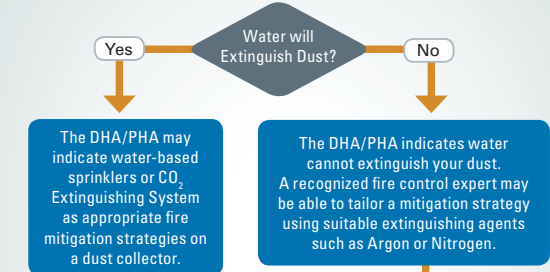 Water will
Extinguish Dust?
Yes
No
The DHA/PHA may
indicate water-based
sprinklers or CO₂
Extinguishing System
as appropriate fire
mitigation strategies on
a dust collector.
The DHA/PHA indicates water
cannot extinguish your dust.
A recognized fire control expert may
be able to tailor a mitigation strategy
using suitable extinguishing agents
such as Argon or Nitrogen.